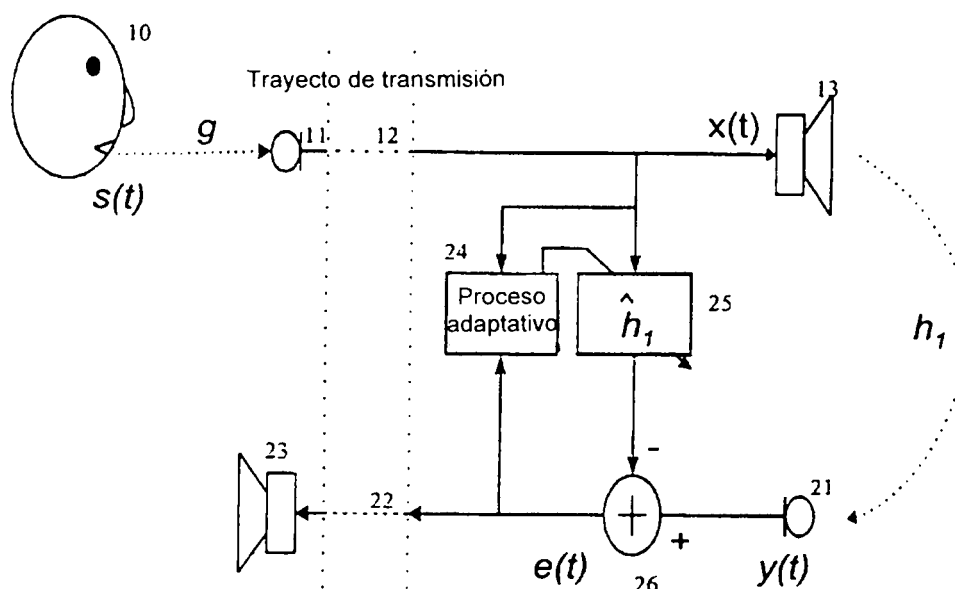 10
Trayecto de transmisión
13
g
11
12
x(t)
s(t)
24
25
Proceso
adaptativo
ĥ₁
h₁
23
22
-
21
+
e(t)
26
y(t)